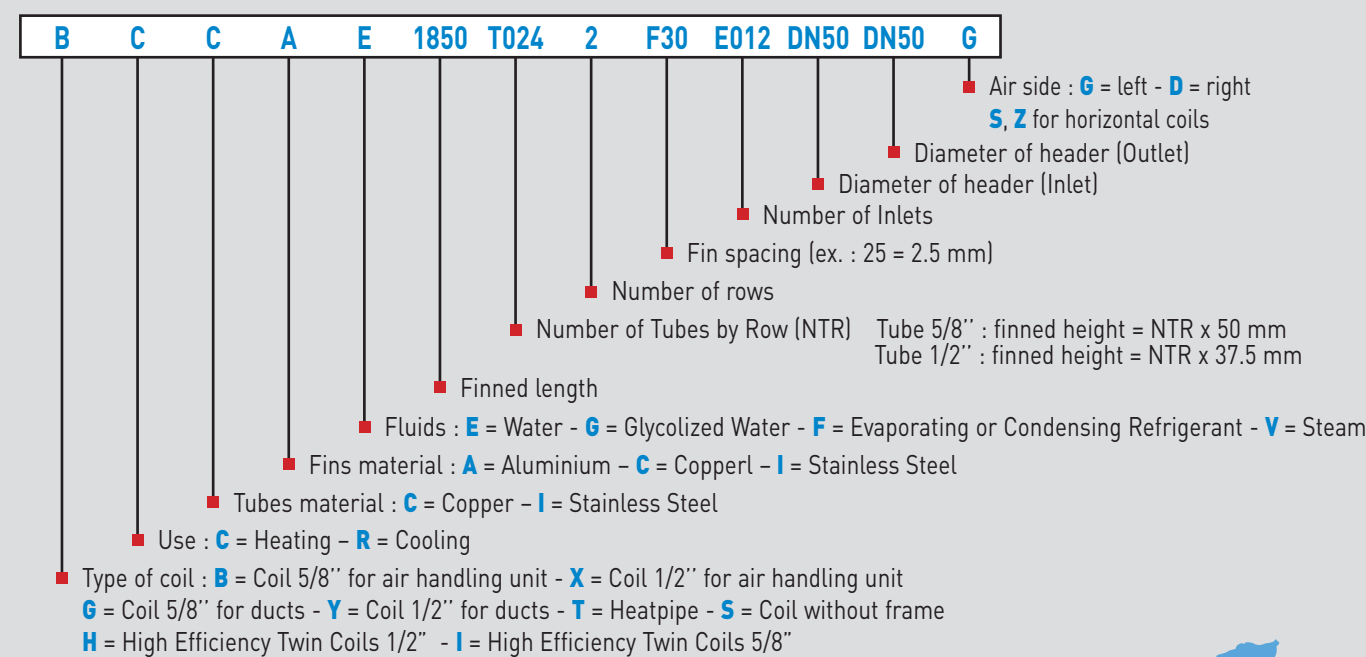 B C C A E 1850 T024 2 F30 E012 DN50 DN50 G
Air side : G = left - D = right
S, Z for horizontal coils
Diameter of header (Outlet)
Diameter of header (Inlet)
Number of Inlets
Fin spacing (ex. : 25 = 2.5 mm)
Number of rows
Number of Tubes by Row (NTR) Tube 5/8’’ : finned height = NTR x 50 mm
Tube 1/2’’ : finned height = NTR x 37.5 mm
Finned length
Fluids : E = Water - G = Glycolized Water - F = Evaporating or Condensing Refrigerant - V = Steam
Fins material : A = Aluminium – C = Copperl – I = Stainless Steel
Tubes material : C = Copper – I = Stainless Steel
Use : C = Heating – R = Cooling
Type of coil : B = Coil 5/8’’ for air handling unit - X = Coil 1/2’’ for air handling unit
G = Coil 5/8’’ for ducts - Y = Coil 1/2’’ for ducts - T = Heatpipe - S = Coil without frame
H = High Efficiency Twin Coils 1/2” - I = High Efficiency Twin Coils 5/8”